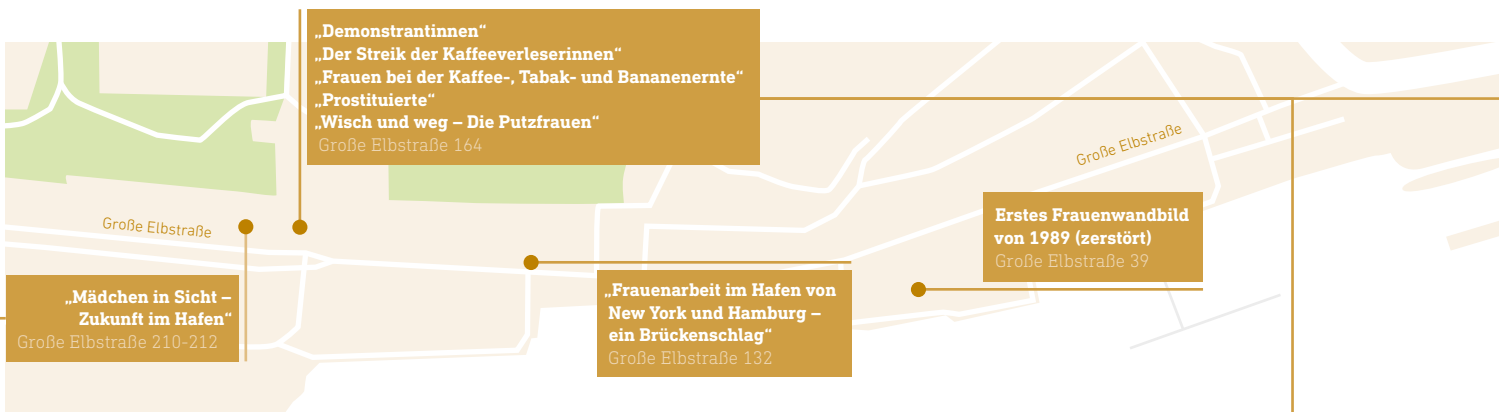 „Demonstrantinnen“
„Der Streik der Kaffeeverleserinnen“
„Frauen bei der Kaffee-, Tabak- und Bananenernte“
„Prostituierte“
„Wisch und weg – Die Putzfrauen“
Große Elbstraße 164
Große Elbstraße
Große Elbstraße
Erstes Frauenwandbild
von 1989 (zerstört)
Große Elbstraße 39
„Mädchen in Sicht –
Zukunft im Hafen“
Große Elbstraße 210-212
„Frauenarbeit im Hafen von
New York und Hamburg –
ein Brückenschlag“
Große Elbstraße 132